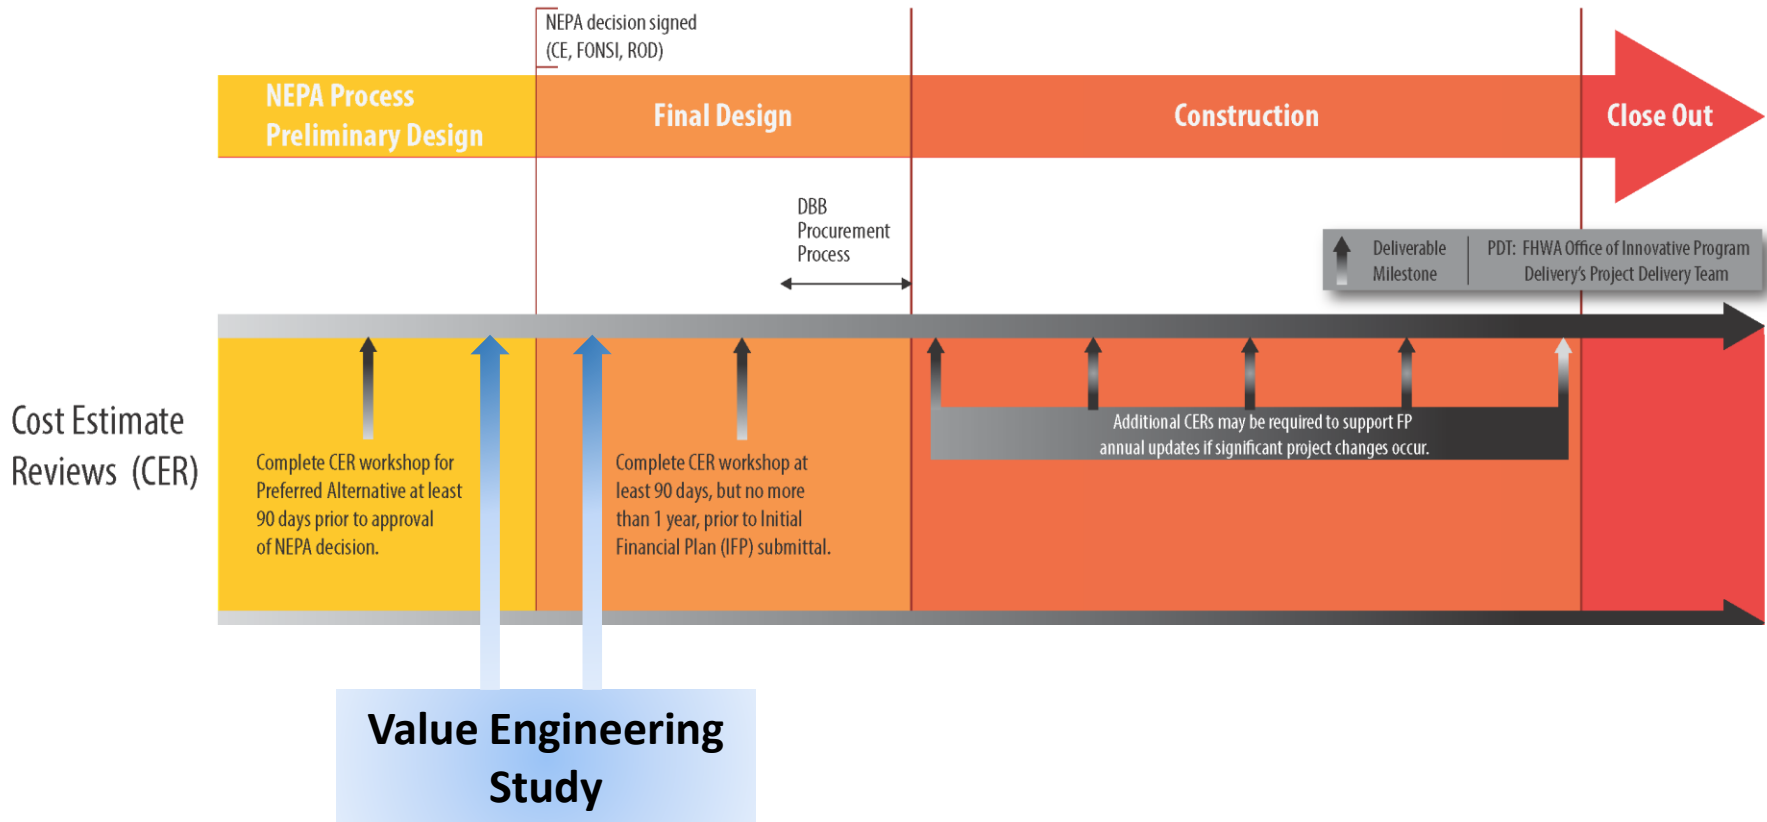 NEPA decision signed
(CE, FONSI, ROD)
NEPA Process
Preliminary Design
Final Design
Construction
Close Out
DBB
Procurement
Process
Deliverable
Milestone
PDT: FHWA Office of Innovative Program
Delivery's Project Delivery Team
Cost Estimate
Reviews (CER)
Complete CER workshop for
Preferred Alternative at least
90 days prior to approval
of NEPA decision.
Complete CER workshop at
least 90 days, but no more
than 1 year, prior to Initial
Financial Plan (IFP) submittal.
Additional CERs may be required to support FP
annual updates if significant project changes occur.
Value Engineering
Study